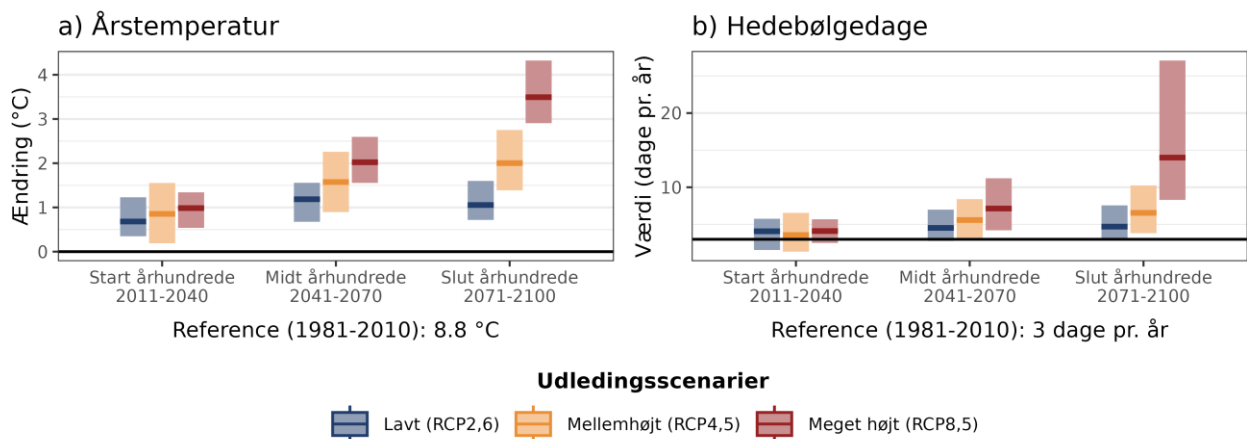 a) Årstemperatur
Ændring (°C)
4
3
2
1
0
Start århundrede
2011-2040
Midt århundrede
2041-2070
Slut århundrede
2071-2100
Reference (1981-2010): 8.8 °C
b) Hedebølgedage
Værdi (dage pr. år)
20
10
Start århundrede
2011-2040
Midt århundrede
2041-2070
Slut århundrede
2071-2100
Reference (1981-2010): 3 dage pr. år
Udledingsscenarier
Lavt (RCP2,6)
Mellemhøjt (RCP4,5)
Meget højt (RCP8,5)